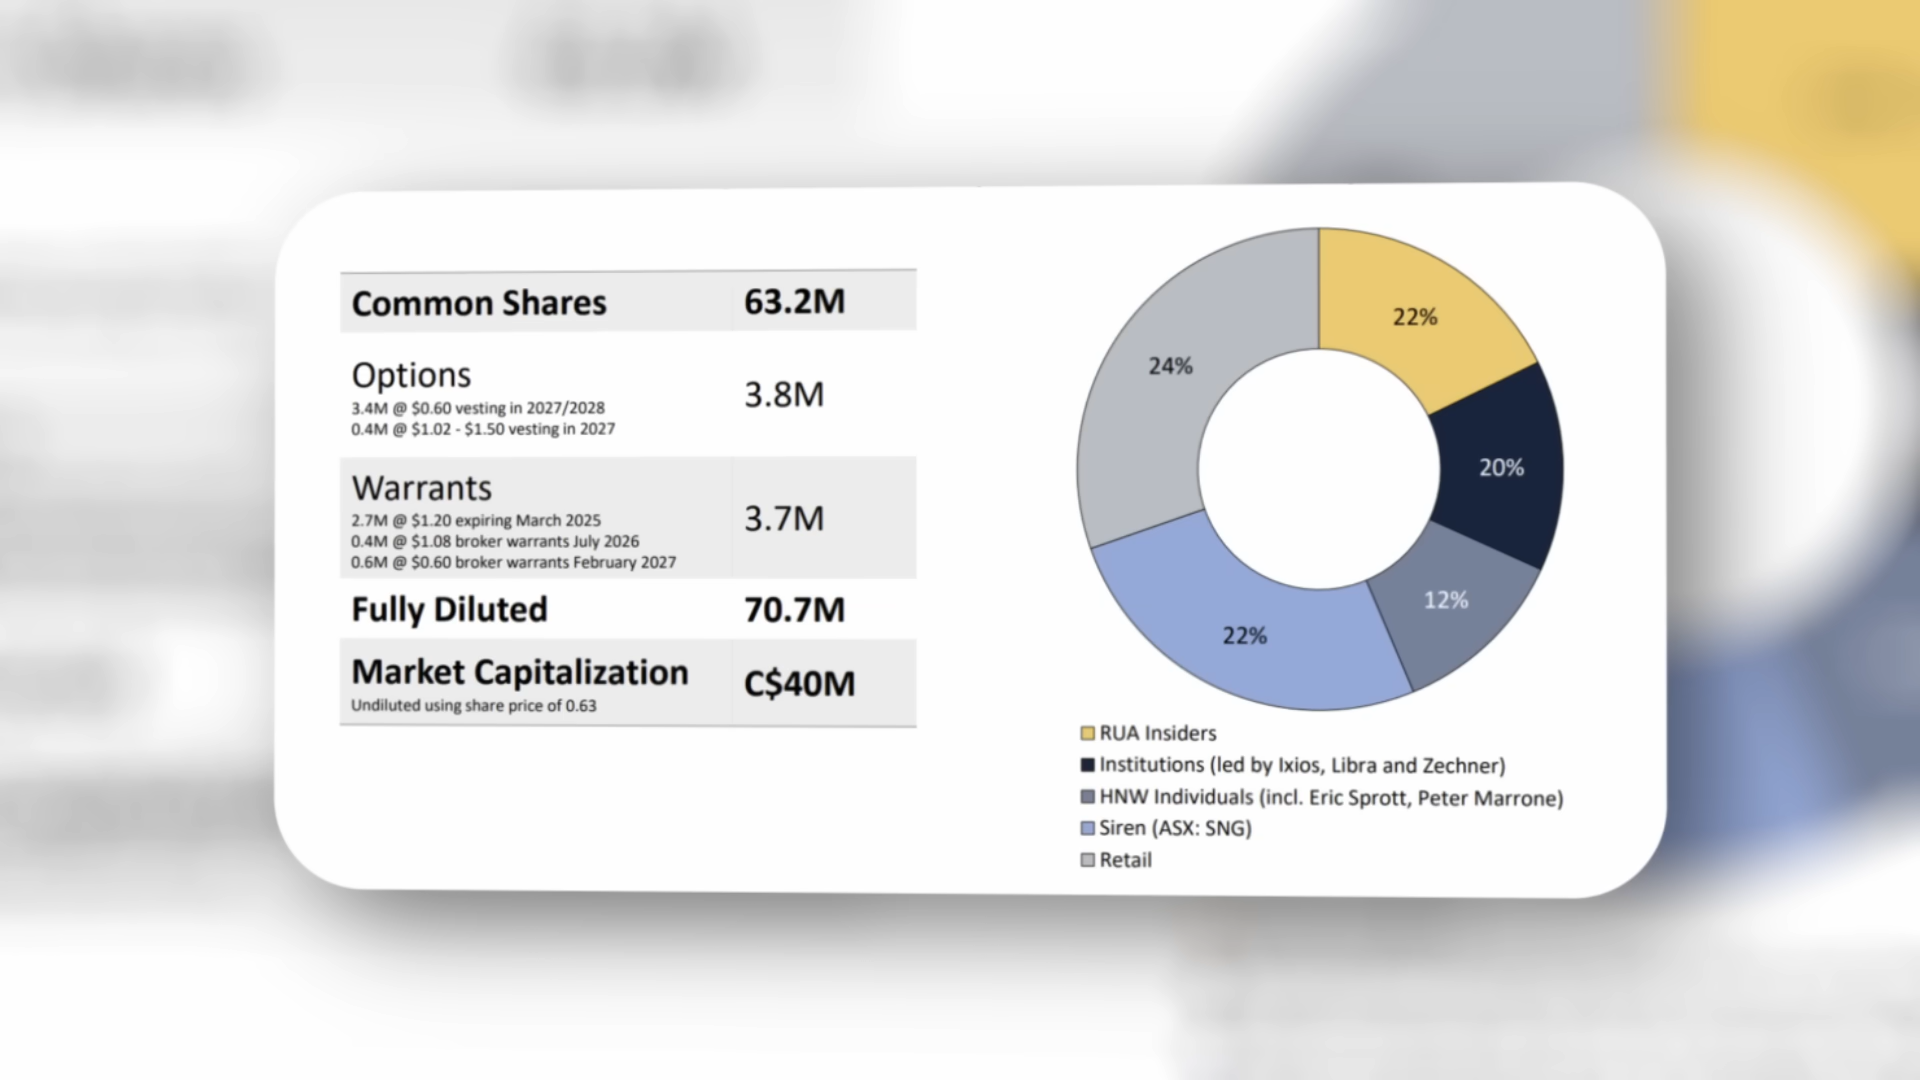 Common Shares 63.2M
Options 3.8M
3.4M @ $0.60 vesting in 2027/2028
0.4M @ $1.02 - $1.50 vesting in 2027
Warrants 3.7M
2.7M @ $1.20 expiring March 2025
0.4M @ $1.08 broker warrants July 2026
0.6M @ $0.60 broker warrants February 2027
Fully Diluted 70.7M
Market Capitalization C$40M
Undiluted using share price of 0.63
22%
20%
12%
22%
24%
RUA Insiders
Institutions (led by Ixios, Libra and Zechner)
HNW Individuals (incl. Eric Sprott, Peter Marrone)
Siren (ASX: SNG)
Retail